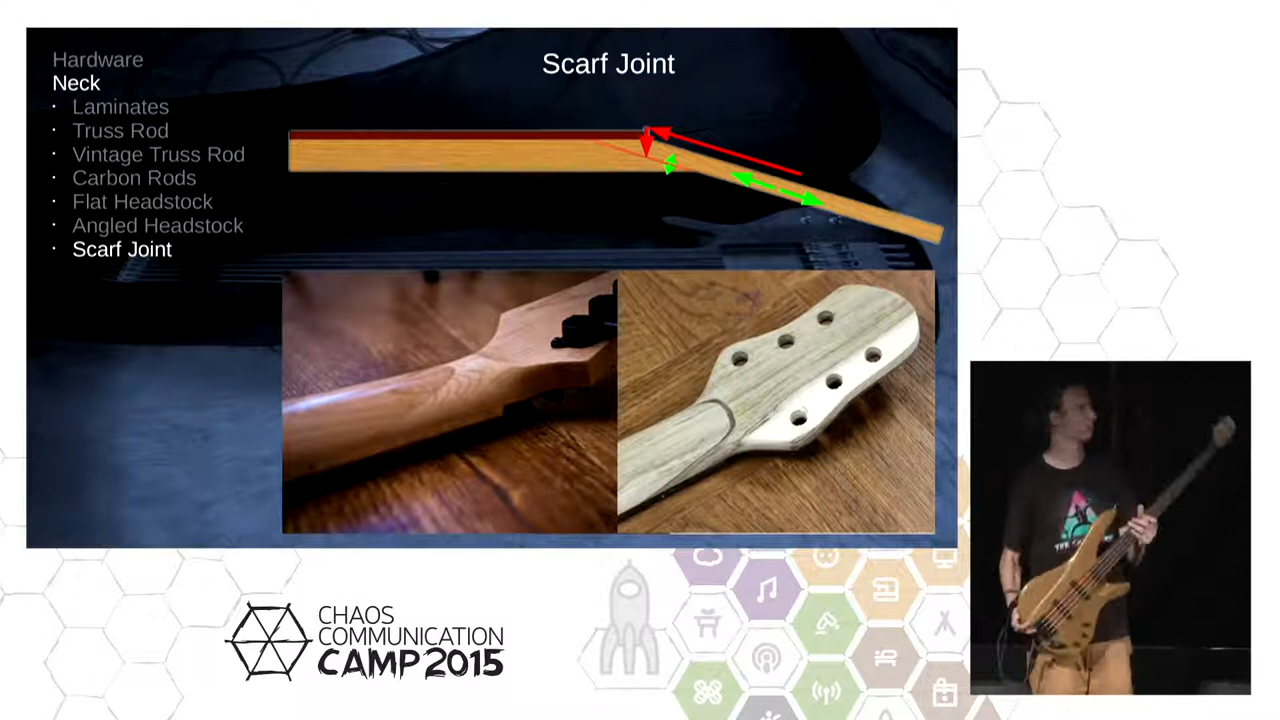 Hardware
Neck
· Laminates
· Truss Rod
· Vintage Truss Rod
· Carbon Rods
· Flat Headstock
· Angled Headstock
· Scarf Joint
Scarf Joint
CHAOS
COMMUNICATION
CAMP 2015